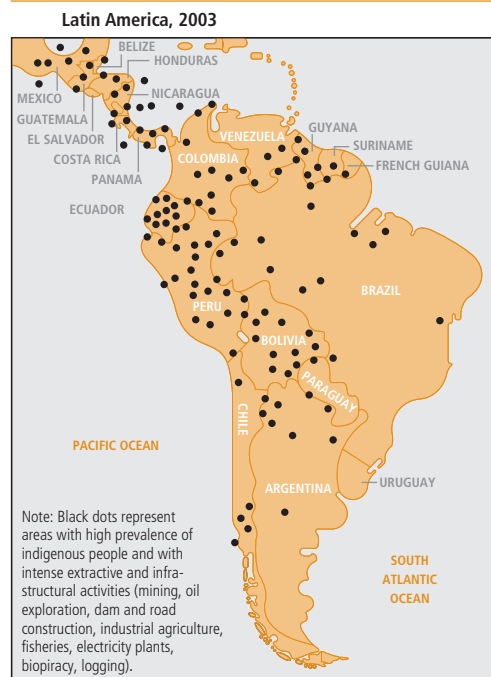 Latin America, 2003
BELIZE
HONDURAS
MEXICO
NICARAGUA
GUATEMALA
EL SALVADOR
COSTA RICA
PANAMA
VENEZUELA
GUYANA
SURINAME
FRENCH GUIANA
COLOMBIA
ECUADOR
BRAZIL
PERU
BOLIVIA
PARAGUAY
CHILE
PACIFIC OCEAN
ARGENTINA
URUGUAY
Note: Black dots represent
areas with high prevalence of
indigenous people and with
intense extractive and infra-
structural activities (mining, oil
exploration, dam and road
construction, industrial agriculture,
fisheries, electricity plants,
biopiracy, logging).
SOUTH
ATLANTIC
OCEAN